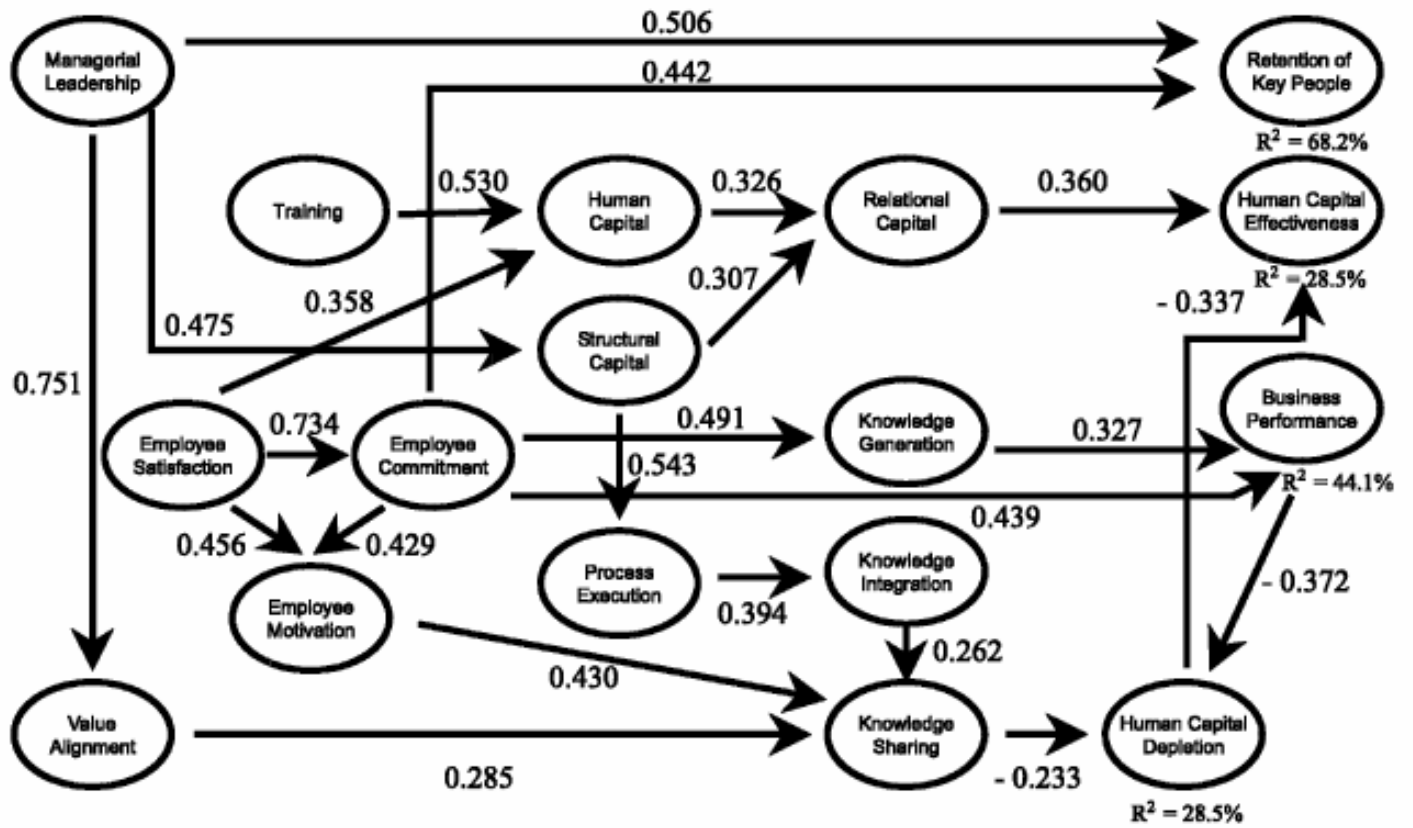 0.506
Managerial
Leadership
Retention of
Key People
0.442
R² = 68.2%
0.530
0.326
0.360
Training
Human
Capital
Relational
Capital
Human Capital
Effectiveness
0.307
R² = 28.5%
0.358
- 0.337
0.475
Structural
Capital
0.751
Business
Performance
0.734
0.491
Knowledge
Generation
0.327
Employee
Satisfaction
Employee
Commitment
0.543
R² = 44.1%
0.439
0.456
0.429
Process
Execution
Knowledge
Integration
- 0.372
0.394
Employee
Motivation
0.262
0.430
Value
Alignment
Knowledge
Sharing
Human Capital
Depletion
0.285
- 0.233
R² = 28.5%